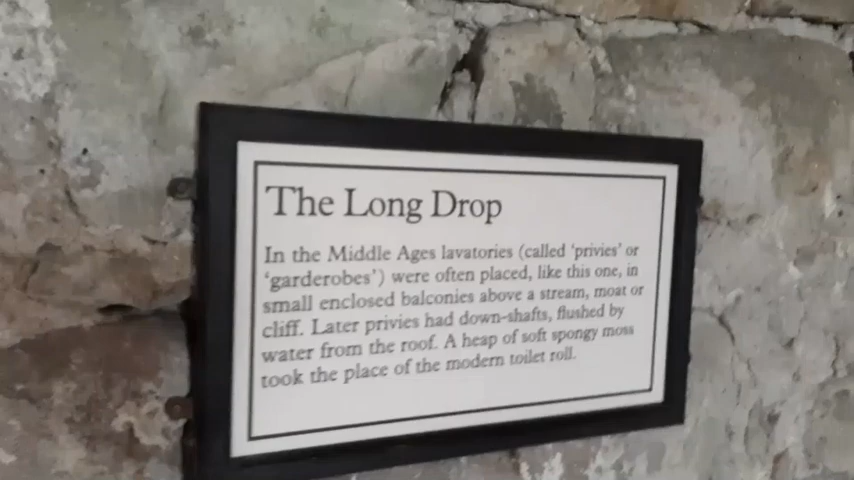 The Long Drop
In the Middle Ages lavatories (called 'privies' or
'garderobes') were often placed, like this one, in
small enclosed balconies above a stream, moat or
cliff. Later privies had down-shafts, flushed by
water from the roof. A heap of soft spongy moss
took the place of the modern toilet roll.